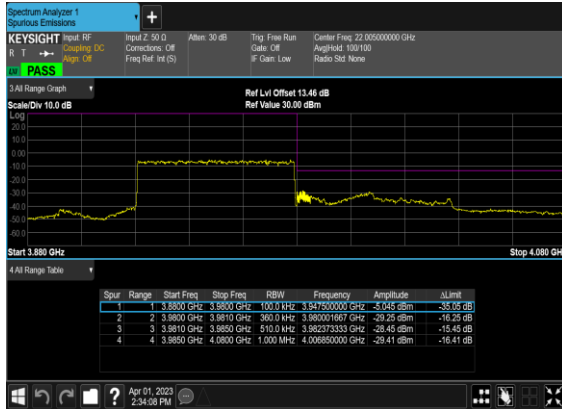 Spectrum Analyzer 1
Spurious Emissions
+
KEYSIGHT Input: RF Input Z: 50 Ω Atten: 30 dB Trig: Free Run Center Freq: 22.005000000 GHz
R T Coupling: DC Corrections: Off Gate: Off Avg|Hold: 100/100
Align: Off Freq Ref: Int (S) IF Gain: Low Radio Std: None
PASS
3 All Range Graph Ref Lvl Offset 13.46 dB
Scale/Div 10.0 dB Ref Value 30.00 dBm
Log
20.0
10.0
0.00
-10.0
-20.0
-30.0
-40.0
-50.0
-60.0
Start 3.880 GHz Stop 4.080 GH
4 All Range Table
Spur Range Start Freq Stop Freq RBW Frequency Amplitude ΔLimit
1 1 3.8800 GHz 3.9800 GHz 100.0 kHz 3.947500000 GHz -5.045 dBm -35.05 dB
2 2 3.9800 GHz 3.9810 GHz 360.0 kHz 3.980001667 GHz -29.25 dBm -16.25 dB
3 3 3.9810 GHz 3.9850 GHz 510.0 kHz 3.982373333 GHz -28.45 dBm -15.45 dB
4 4 3.9850 GHz 4.0800 GHz 1.000 MHz 4.006850000 GHz -29.41 dBm -16.41 dB
? Apr 01, 2023
2:34:08 PM